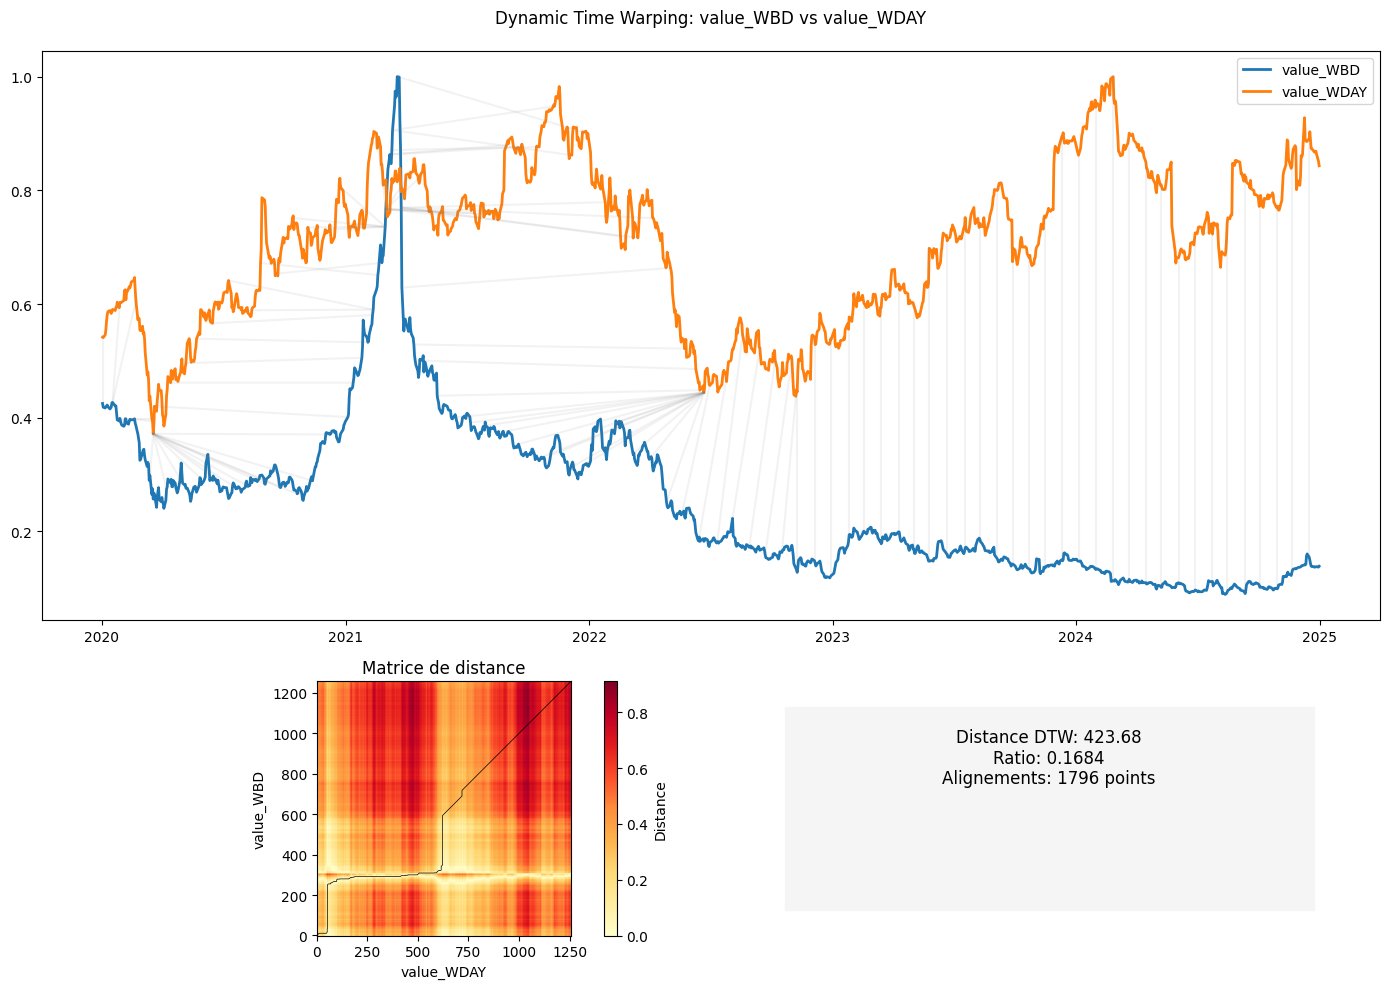 Dynamic Time Warping: value_WBD vs value_WDAY
value_WBD
value_WDAY
1.0
0.8
0.6
0.4
0.2
2020 2021 2022 2023 2024 2025
Matrice de distance
1200
1000
800
600
400
200
0
value_WBD
0 250 500 750 1000 1250
value_WDAY
0.8
0.6
0.4
0.2
0.0
Distance
Distance DTW: 423.68
Ratio: 0.1684
Alignements: 1796 points